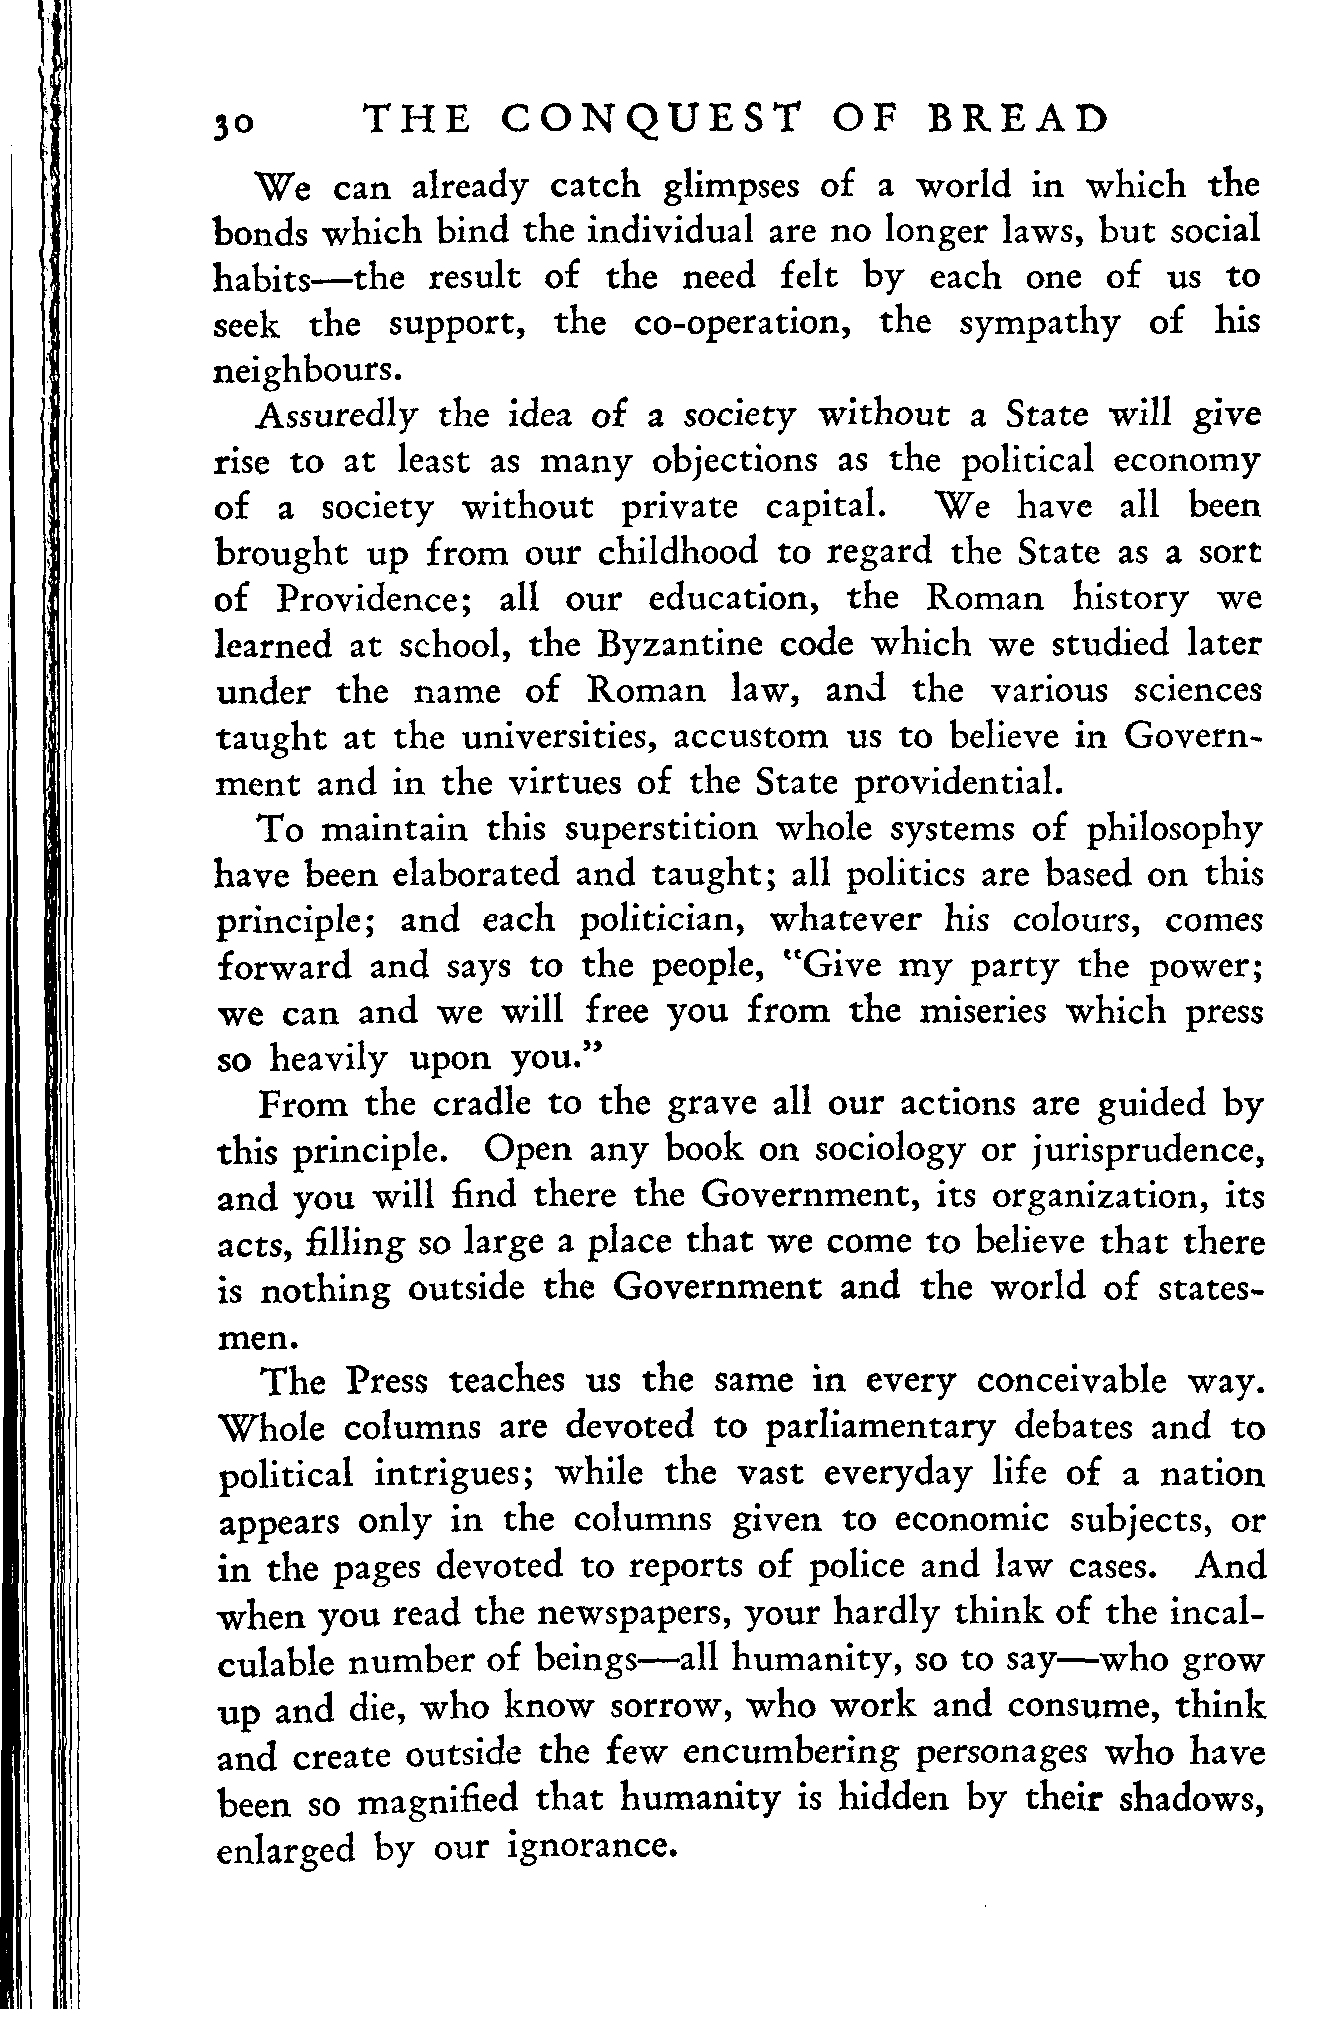 30 THE CONQUEST OF BREAD
We can already catch glimpses of a world in which the
bonds which bind the individual are no longer laws, but social
habits—the result of the need felt by each one of us to
seek the support, the co-operation, the sympathy of his
neighbours.
Assuredly the idea of a society without a State will give
rise to at least as many objections as the political economy
of a society without private capital. We have all been
brought up from our childhood to regard the State as a sort
of Providence; all our education, the Roman history we
learned at school, the Byzantine code which we studied later
under the name of Roman law, and the various sciences
taught at the universities, accustom us to believe in Govern-
ment and in the virtues of the State providential.
To maintain this superstition whole systems of philosophy
have been elaborated and taught; all politics are based on this
principle; and each politician, whatever his colours, comes
forward and says to the people, "Give my party the power;
we can and we will free you from the miseries which press
so heavily upon you."
From the cradle to the grave all our actions are guided by
this principle. Open any book on sociology or jurisprudence,
and you will find there the Government, its organization, its
acts, filling so large a place that we come to believe that there
is nothing outside the Government and the world of states-
men.
The Press teaches us the same in every conceivable way.
Whole columns are devoted to parliamentary debates and to
political intrigues; while the vast everyday life of a nation
appears only in the columns given to economic subjects, or
in the pages devoted to reports of police and law cases. And
when you read the newspapers, your hardly think of the incal-
culable number of beings—all humanity, so to say—who grow
up and die, who know sorrow, who work and consume, think
and create outside the few encumbering personages who have
been so magnified that humanity is hidden by their shadows,
enlarged by our ignorance.